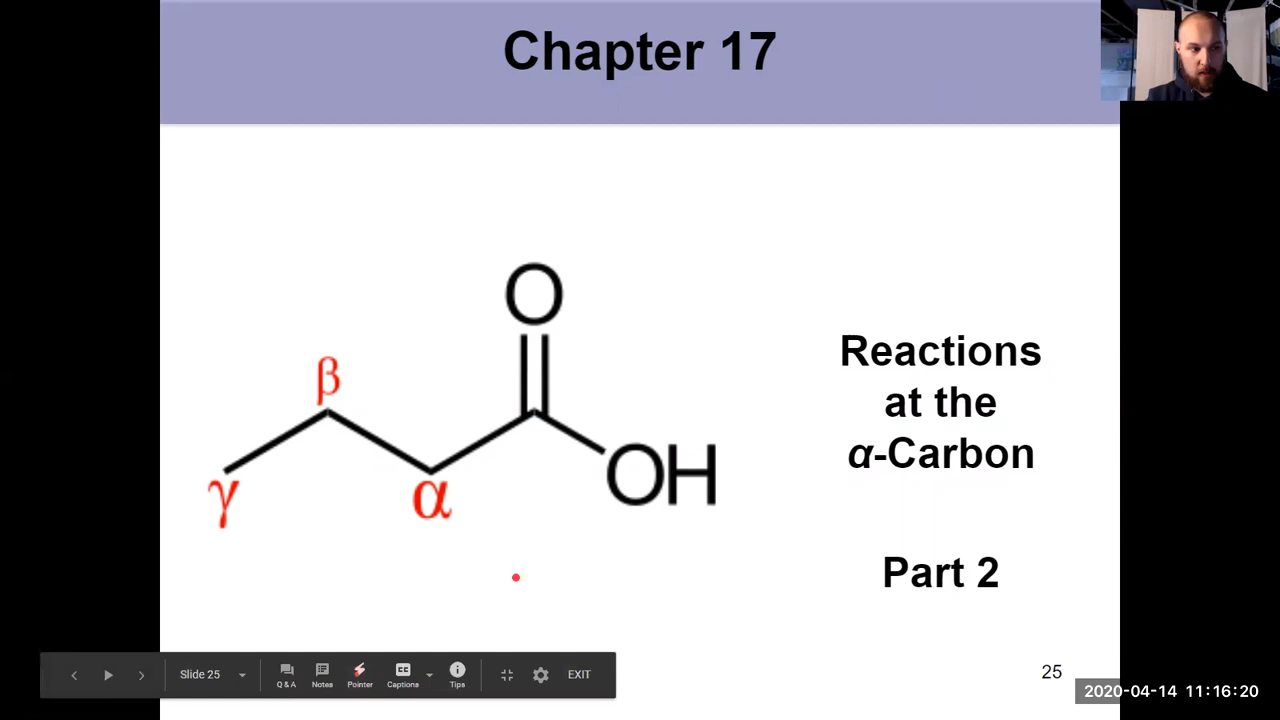 Chapter 17
O
β
γ
α
OH
Reactions
at the
α-Carbon
Part 2
Slide 25
Q & A
Notes
Pointer
CC
Captions
Tips
EXIT
25
2020-04-14 11:16:20